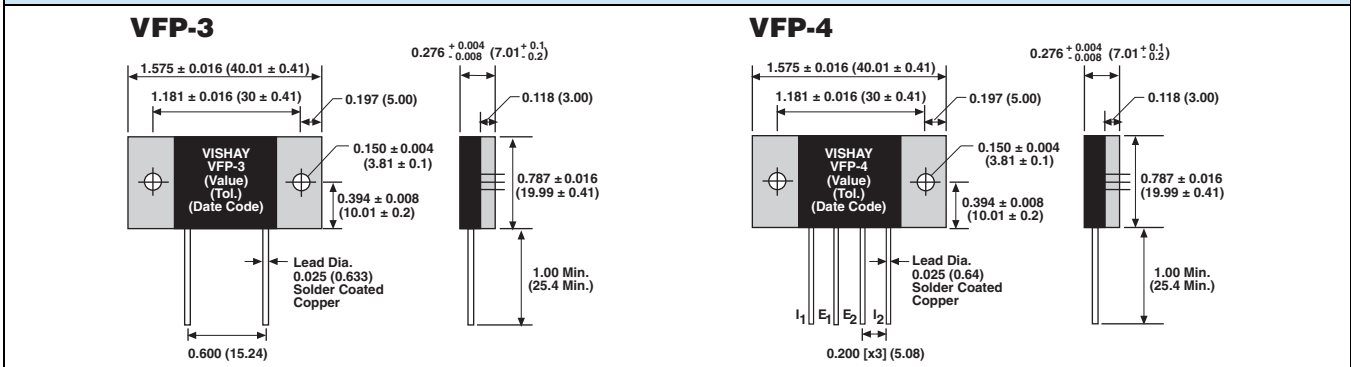 VFP-3
1.575 ± 0.016 (40.01 ± 0.41)
1.181 ± 0.016 (30 ± 0.41)
0.197 (5.00)
0.276 + 0.004 - 0.008 (7.01 + 0.1 - 0.2)
0.118 (3.00)
VISHAY
VFP-3
(Value)
(Tol.)
(Date Code)
0.150 ± 0.004
(3.81 ± 0.1)
0.394 ± 0.008
(10.01 ± 0.2)
0.787 ± 0.016
(19.99 ± 0.41)
Lead Dia.
0.025 (0.633)
Solder Coated
Copper
1.00 Min.
(25.4 Min.)
0.600 (15.24)
VFP-4
1.575 ± 0.016 (40.01 ± 0.41)
1.181 ± 0.016 (30 ± 0.41)
0.197 (5.00)
0.276 + 0.004 - 0.008 (7.01 + 0.1 - 0.2)
0.118 (3.00)
VISHAY
VFP-4
(Value)
(Tol.)
(Date Code)
0.150 ± 0.004
(3.81 ± 0.1)
0.394 ± 0.008
(10.01 ± 0.2)
0.787 ± 0.016
(19.99 ± 0.41)
Lead Dia.
0.025 (0.64)
Solder Coated
Copper
1.00 Min.
(25.4 Min.)
I1 E1 E2 I2
0.200 [x3] (5.08)